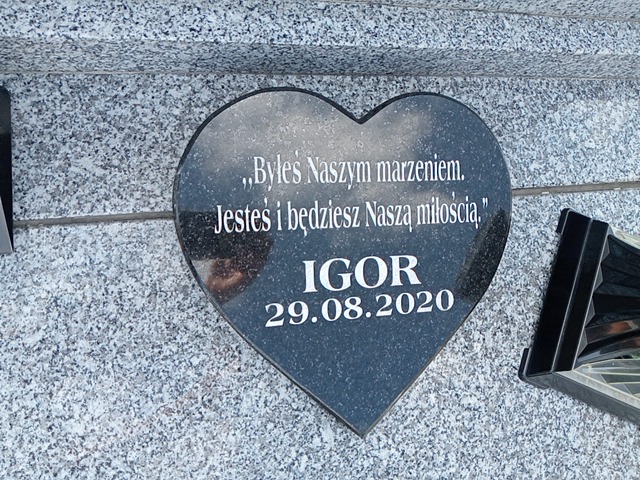 ,,Byłeś Naszym marzeniem.
Jesteś i będziesz Naszą miłością."
IGOR
29.08.2020